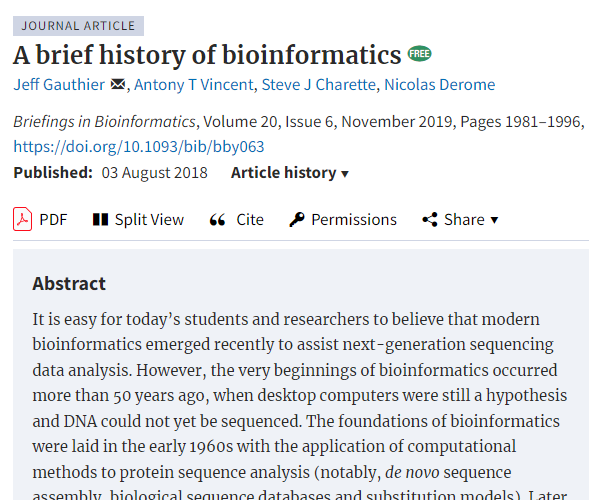 JOURNAL ARTICLE
A brief history of bioinformatics FREE
Jeff Gauthier, Antony T Vincent, Steve J Charette, Nicolas Derome
Briefings in Bioinformatics, Volume 20, Issue 6, November 2019, Pages 1981–1996,
https://doi.org/10.1093/bib/bby063
Published: 03 August 2018 Article history ▼
PDF Split View Cite Permissions Share ▼
Abstract
It is easy for today’s students and researchers to believe that modern
bioinformatics emerged recently to assist next-generation sequencing
data analysis. However, the very beginnings of bioinformatics occurred
more than 50 years ago, when desktop computers were still a hypothesis
and DNA could not yet be sequenced. The foundations of bioinformatics
were laid in the early 1960s with the application of computational
methods to protein sequence analysis (notably, de novo sequence
assembly, biological sequence databases and substitution models). Later